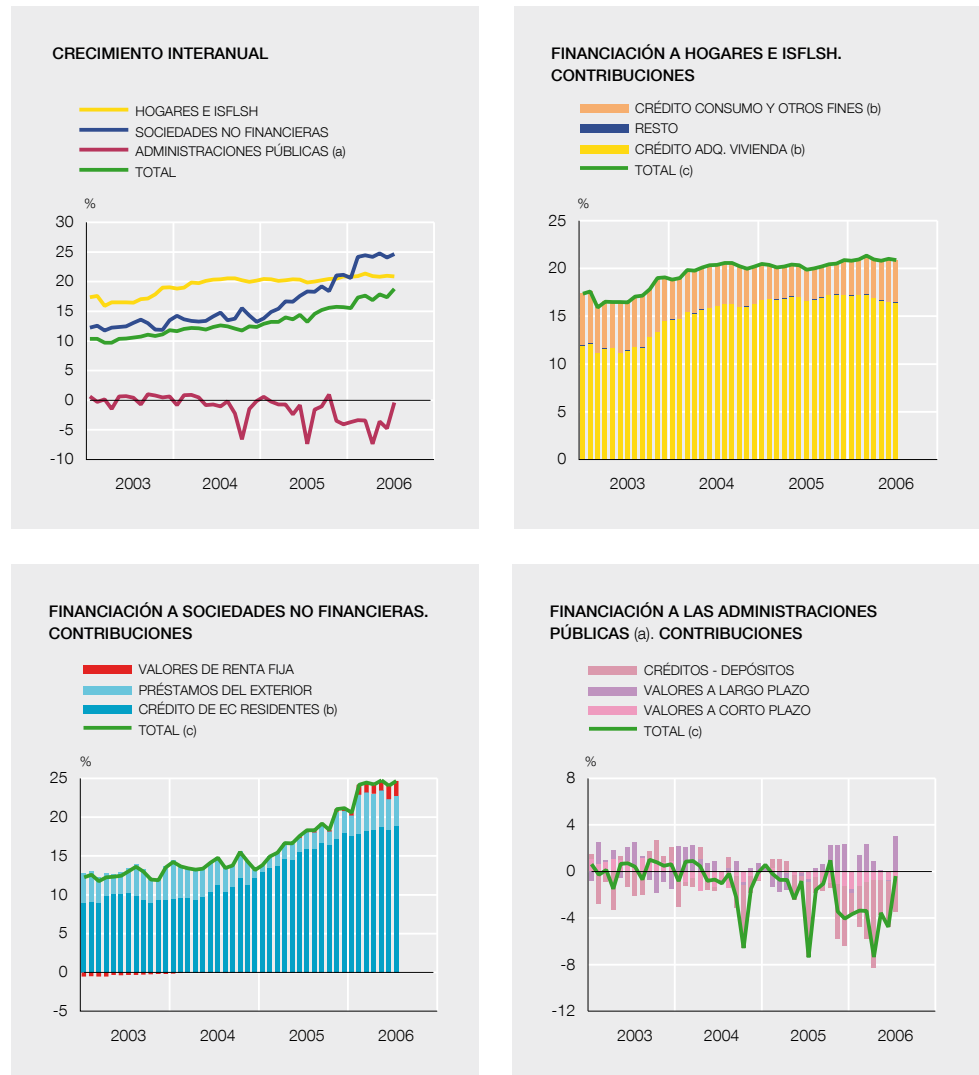 CRECIMIENTO INTERANUAL
HOGARES E ISFLSH
SOCIEDADES NO FINANCIERAS
ADMINISTRACIONES PÚBLICAS (a)
TOTAL
%
30
25
20
15
10
5
0
-5
-10
2003 2004 2005 2006
FINANCIACIÓN A HOGARES E ISFLSH.
CONTRIBUCIONES
CRÉDITO CONSUMO Y OTROS FINES (b)
RESTO
CRÉDITO ADQ. VIVIENDA (b)
TOTAL (c)
%
25
20
15
10
5
0
2003 2004 2005 2006
FINANCIACIÓN A SOCIEDADES NO FINANCIERAS.
CONTRIBUCIONES
VALORES DE RENTA FIJA
PRÉSTAMOS DEL EXTERIOR
CRÉDITO DE EC RESIDENTES (b)
TOTAL (c)
%
25
20
15
10
5
0
-5
2003 2004 2005 2006
FINANCIACIÓN A LAS ADMINISTRACIONES
PÚBLICAS (a). CONTRIBUCIONES
CRÉDITOS - DEPÓSITOS
VALORES A LARGO PLAZO
VALORES A CORTO PLAZO
TOTAL (c)
%
8
4
0
-4
-8
-12
2003 2004 2005 2006